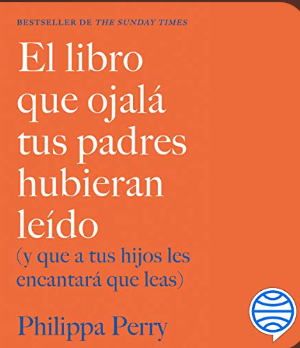 BESTSELLER DE THE SUNDAY TIMES
El libro
que ojalá
tus padres
hubieran
leído
(y que a tus hijos les
encantará que leas)
Philippa Perry